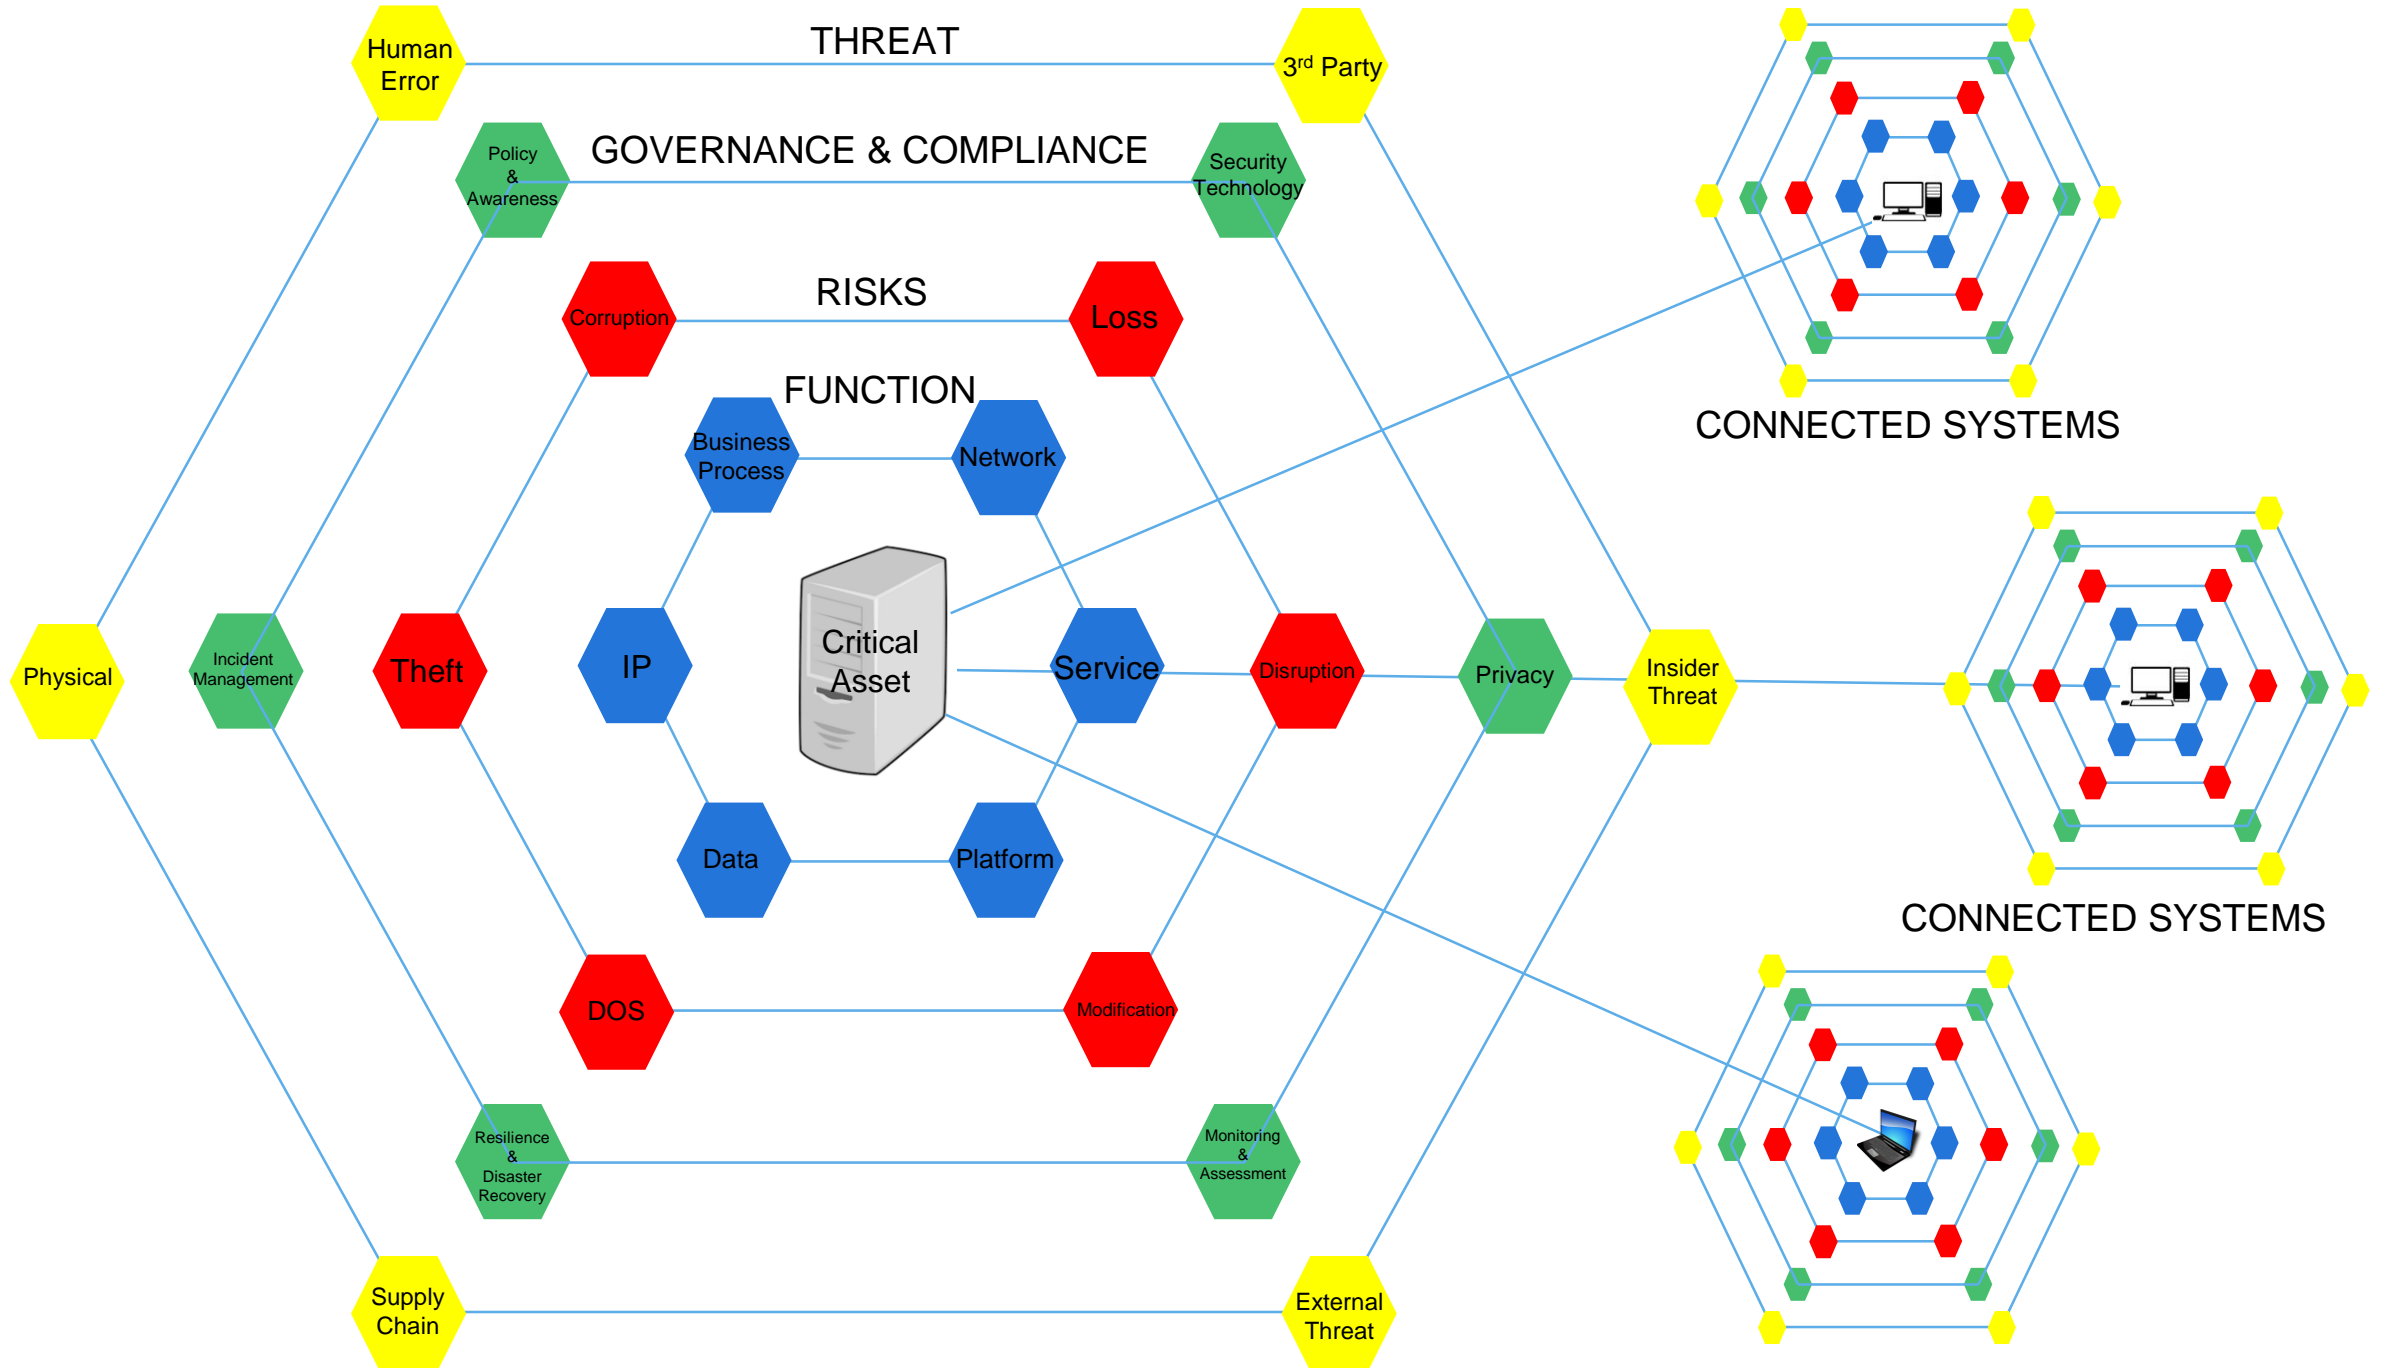 THREAT
Human
Error
3rd Party
GOVERNANCE & COMPLIANCE
Policy
&
Awareness
Security
Technology
RISKS
Corruption
Loss
FUNCTION
Business
Process
Network
CONNECTED SYSTEMS
Physical
Incident
Management
Theft
IP
Critical
Asset
Service
Disruption
Privacy
Insider
Threat
Data
Platform
CONNECTED SYSTEMS
DOS
Modification
Resilience
&
Disaster
Recovery
Monitoring
&
Assessment
Supply
Chain
External
Threat